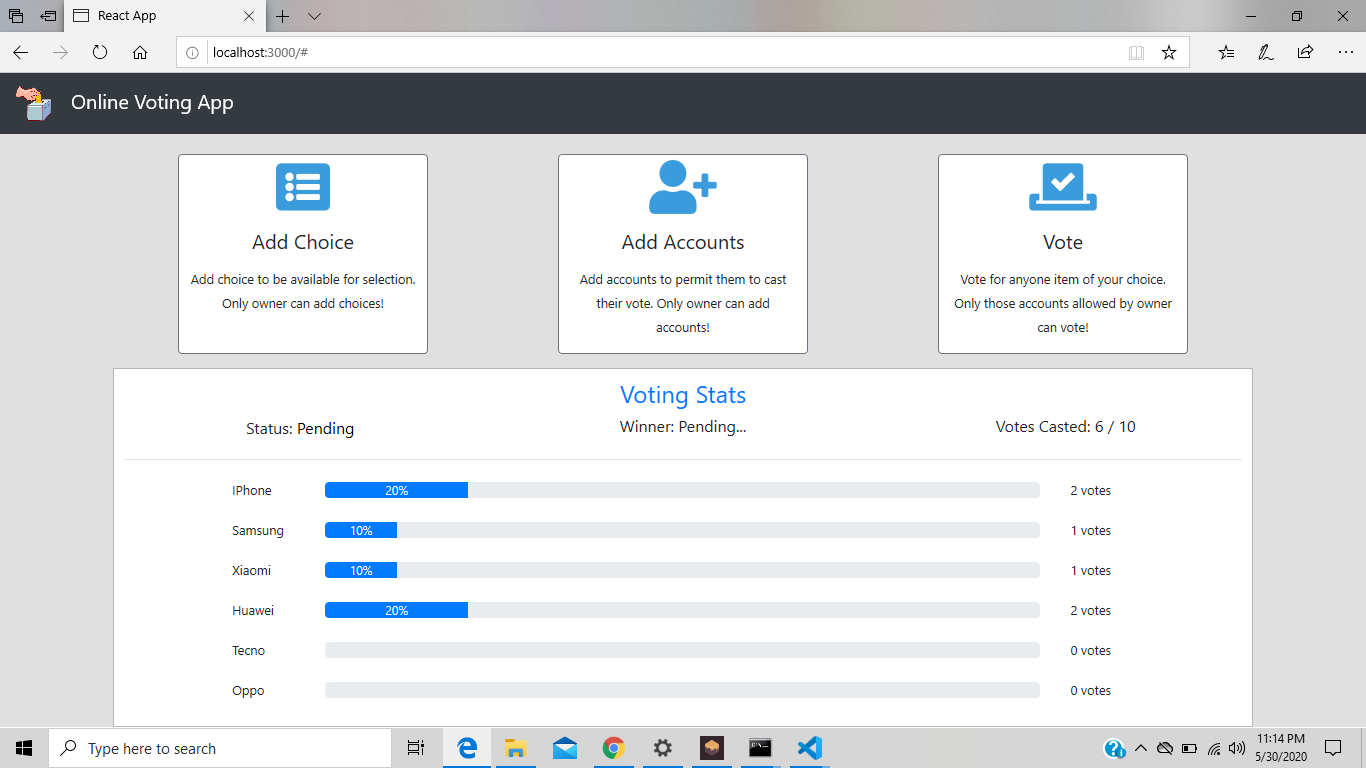 React App
localhost:3000/#
Online Voting App
Add Choice
Add choice to be available for selection.
Only owner can add choices!
Add Accounts
Add accounts to permit them to cast
their vote. Only owner can add
accounts!
Vote
Vote for anyone item of your choice.
Only those accounts allowed by owner
can vote!
Voting Stats
Status: Pending
Winner: Pending...
Votes Casted: 6 / 10
IPhone 20% 2 votes
Samsung 10% 1 votes
Xiaomi 10% 1 votes
Huawei 20% 2 votes
Tecno 0 votes
Oppo 0 votes
Type here to search
11:14 PM
5/30/2020